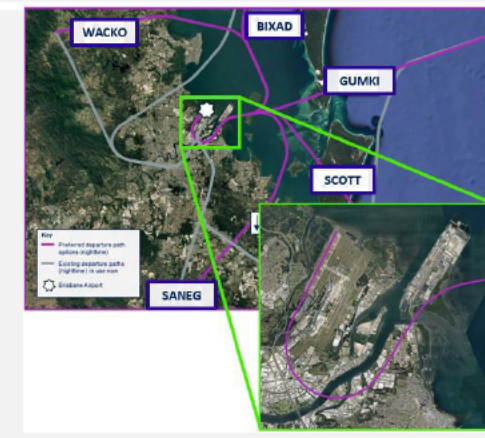 WACKO
BIXAD
GUMKI
SCOTT
Key
Preferred departure path
options (nighttime)
Existing departure paths
(nighttime) in use now
Brisbane Airport
SANEG